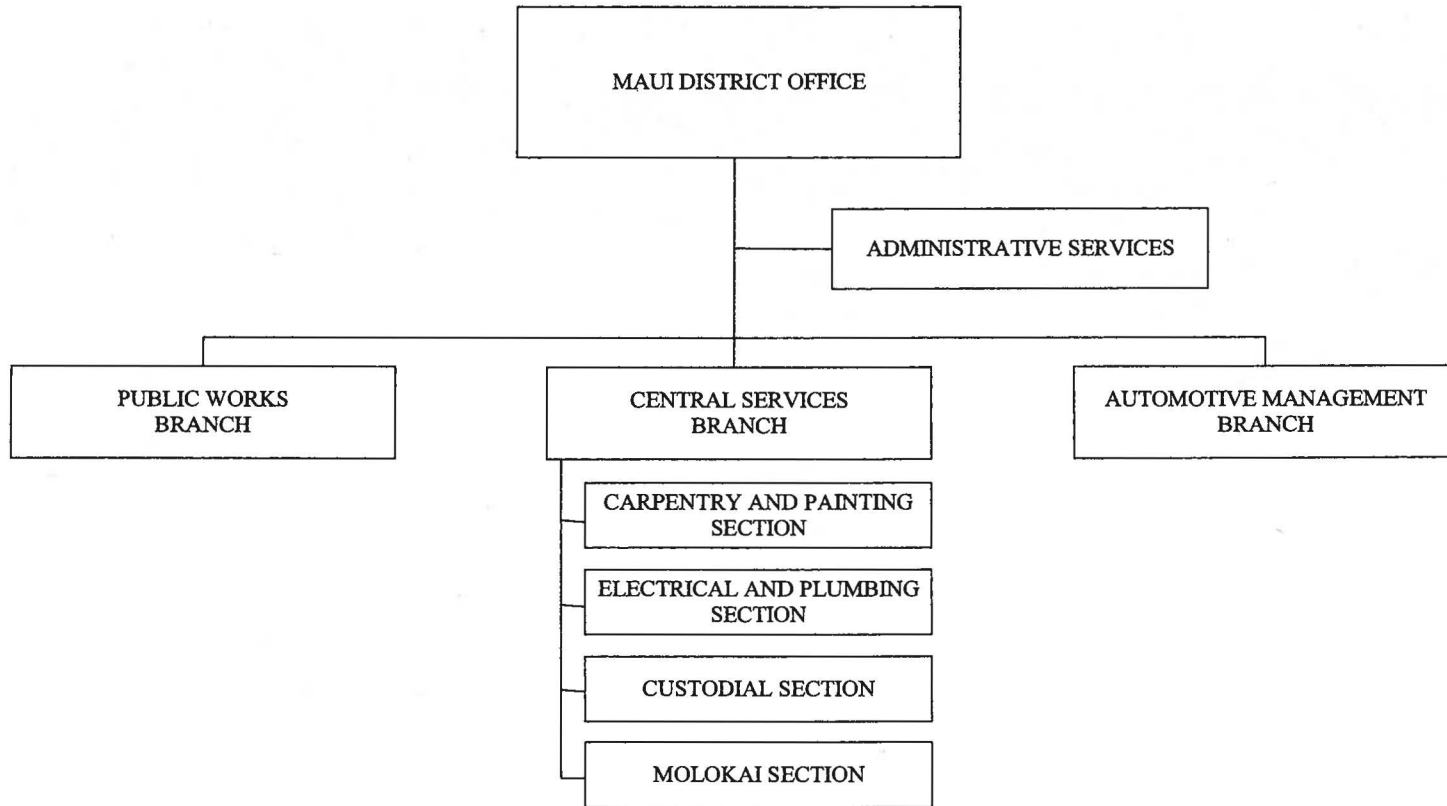 MAUI DISTRICT OFFICE
ADMINISTRATIVE SERVICES
PUBLIC WORKS
BRANCH
CENTRAL SERVICES
BRANCH
AUTOMOTIVE MANAGEMENT
BRANCH
CARPENTRY AND PAINTING
SECTION
ELECTRICAL AND PLUMBING
SECTION
CUSTODIAL SECTION
MOLOKAI SECTION